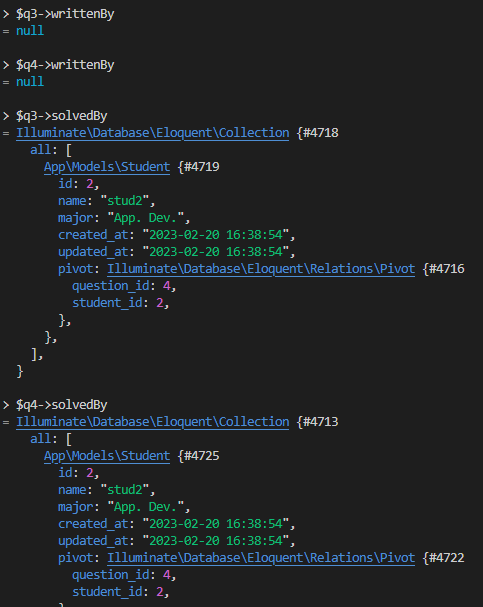 > $q3->writtenBy
= null
> $q4->writtenBy
= null
> $q3->solvedBy
= Illuminate\Database\Eloquent\Collection {#4718
all: [
App\Models\Student {#4719
id: 2,
name: "stud2",
major: "App. Dev.",
created_at: "2023-02-20 16:38:54",
updated_at: "2023-02-20 16:38:54",
pivot: Illuminate\Database\Eloquent\Relations\Pivot {#4716
question_id: 4,
student_id: 2,
},
},
],
}
> $q4->solvedBy
= Illuminate\Database\Eloquent\Collection {#4713
all: [
App\Models\Student {#4725
id: 2,
name: "stud2",
major: "App. Dev.",
created_at: "2023-02-20 16:38:54",
updated_at: "2023-02-20 16:38:54",
pivot: Illuminate\Database\Eloquent\Relations\Pivot {#4722
question_id: 4,
student_id: 2,
},